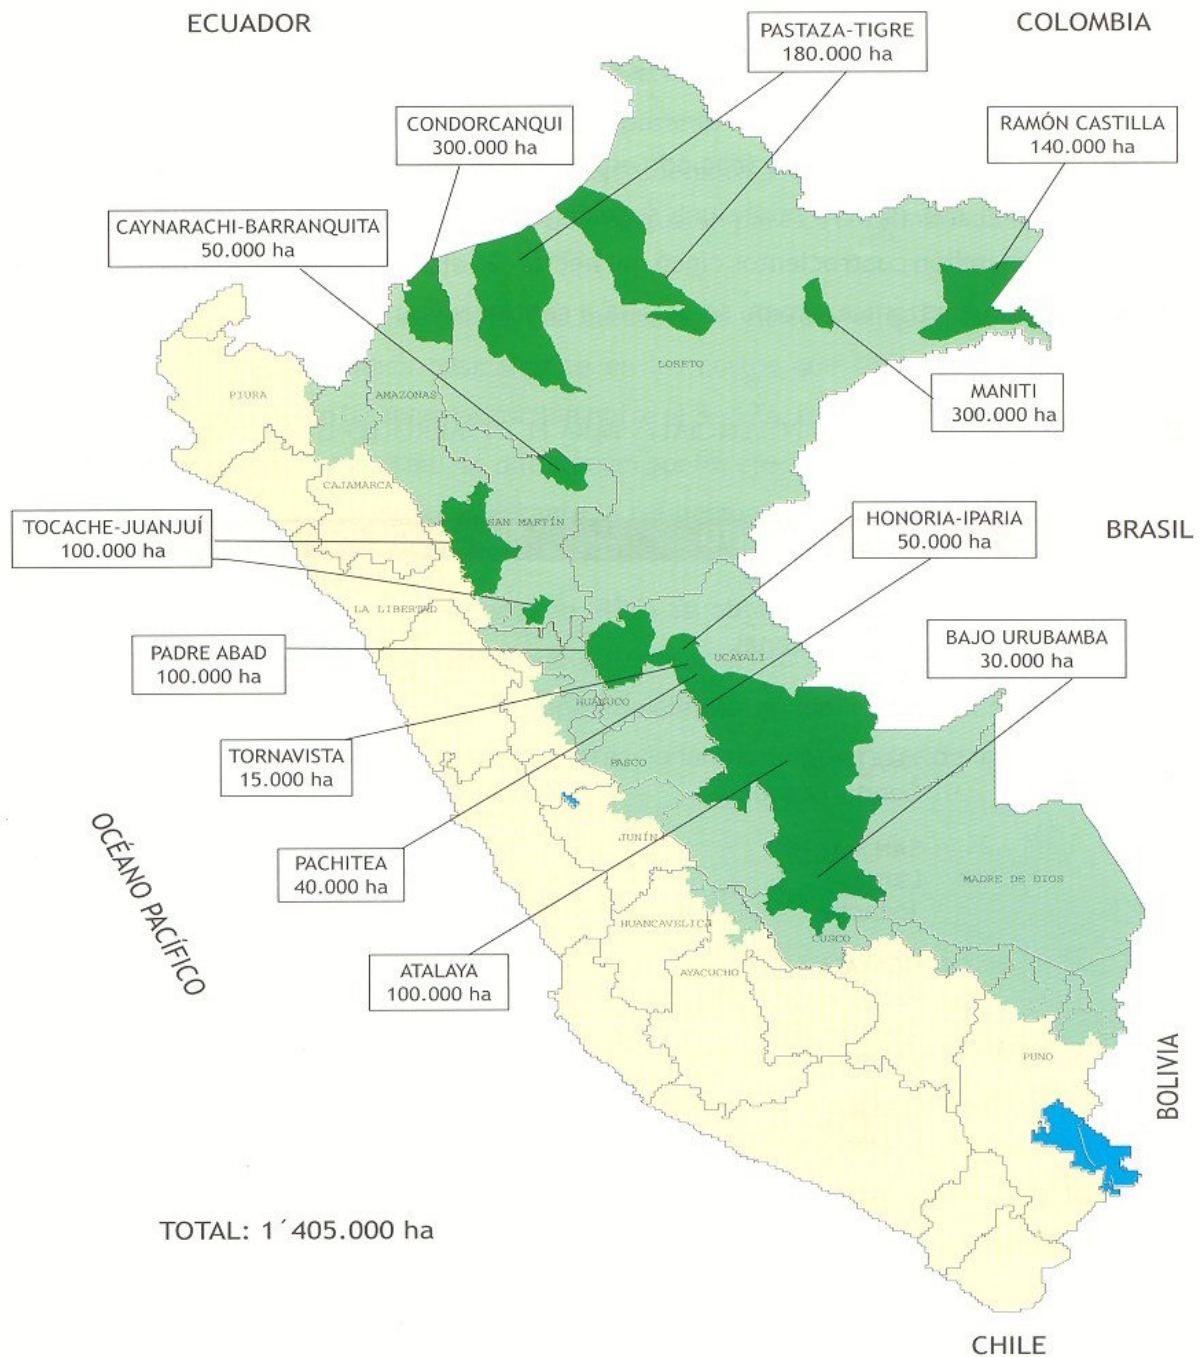 ECUADOR
COLOMBIA
PASTAZA-TIGRE
180.000 ha
CONDORCANQUI
300.000 ha
RAMÓN CASTILLA
140.000 ha
CAYNARACHI-BARRANQUITA
50.000 ha
LORETO
PIURA
AMAZONAS
MANITI
300.000 ha
CAJAMARCA
TOCACHE-JUANJUÍ
100.000 ha
SAN MARTÍN
HONORIA-IPARIA
50.000 ha
BRASIL
LA LIBERTAD
PADRE ABAD
100.000 ha
UCAYALI
BAJO URUBAMBA
30.000 ha
HUANUCO
TORNAVISTA
15.000 ha
PASCO
OCÉANO PACÍFICO
JUNÍN
PACHITEA
40.000 ha
MADRE DE DIOS
HUANCAVELICA
CUSCO
ATALAYA
100.000 ha
AYACUCHO
PUNO
BOLIVIA
TOTAL: 1´405.000 ha
CHILE